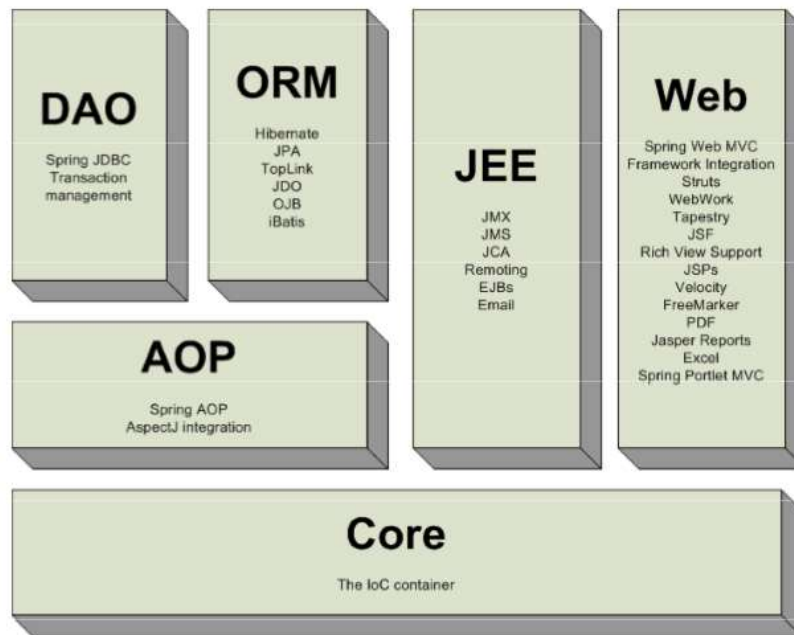 DAO
Spring JDBC
Transaction
management
ORM
Hibernate
JPA
TopLink
JDO
OJB
iBatis
JEE
JMX
JMS
JCA
Remoting
EJBs
Email
Web
Spring Web MVC
Framework Integration
Struts
WebWork
Tapestry
JSF
Rich View Support
JSPs
Velocity
FreeMarker
PDF
Jasper Reports
Excel
Spring Portlet MVC
AOP
Spring AOP
AspectJ integration
Core
The IoC container